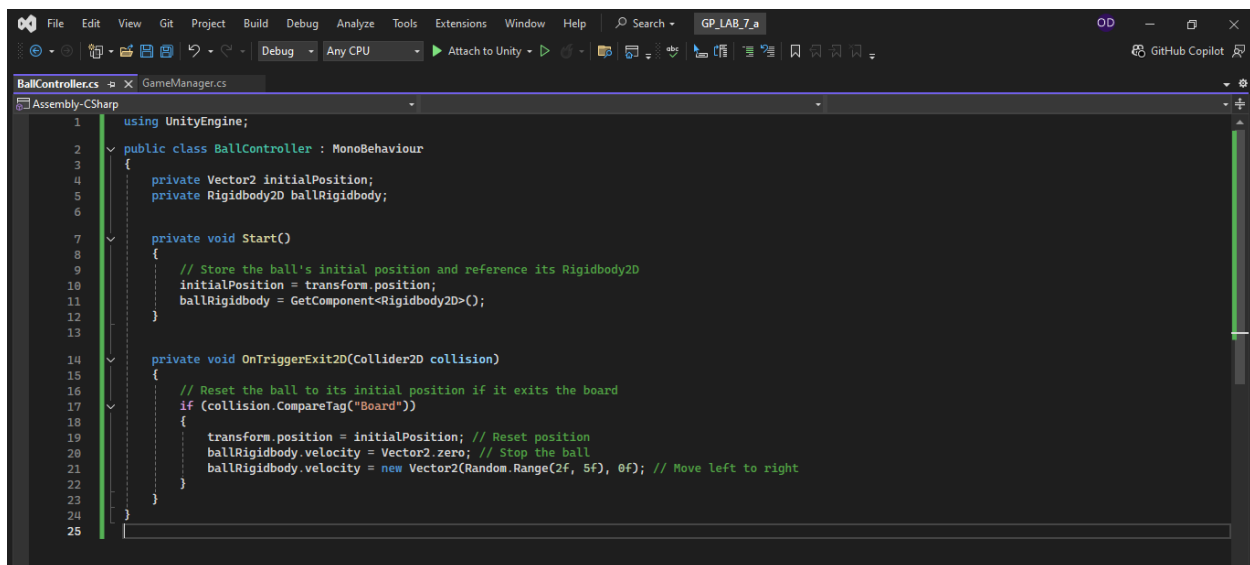 File Edit View Git Project Build Debug Analyze Tools Extensions Window Help Search GP_LAB_7_a OD
Debug Any CPU Attach to Unity GitHub Copilot
BallController.cs GameManager.cs
Assembly-CSharp
1 using UnityEngine;
2 public class BallController : MonoBehaviour
3 {
4 private Vector2 initialPosition;
5 private Rigidbody2D ballRigidbody;
6
7 private void Start()
8 {
9 // Store the ball's initial position and reference its Rigidbody2D
10 initialPosition = transform.position;
11 ballRigidbody = GetComponent<Rigidbody2D>();
12 }
13
14 private void OnTriggerExit2D(Collider2D collision)
15 {
16 // Reset the ball to its initial position if it exits the board
17 if (collision.CompareTag("Board"))
18 {
19 transform.position = initialPosition; // Reset position
20 ballRigidbody.velocity = Vector2.zero; // Stop the ball
21 ballRigidbody.velocity = new Vector2(Random.Range(2f, 5f), 0f); // Move left to right
22 }
23 }
24 }
25